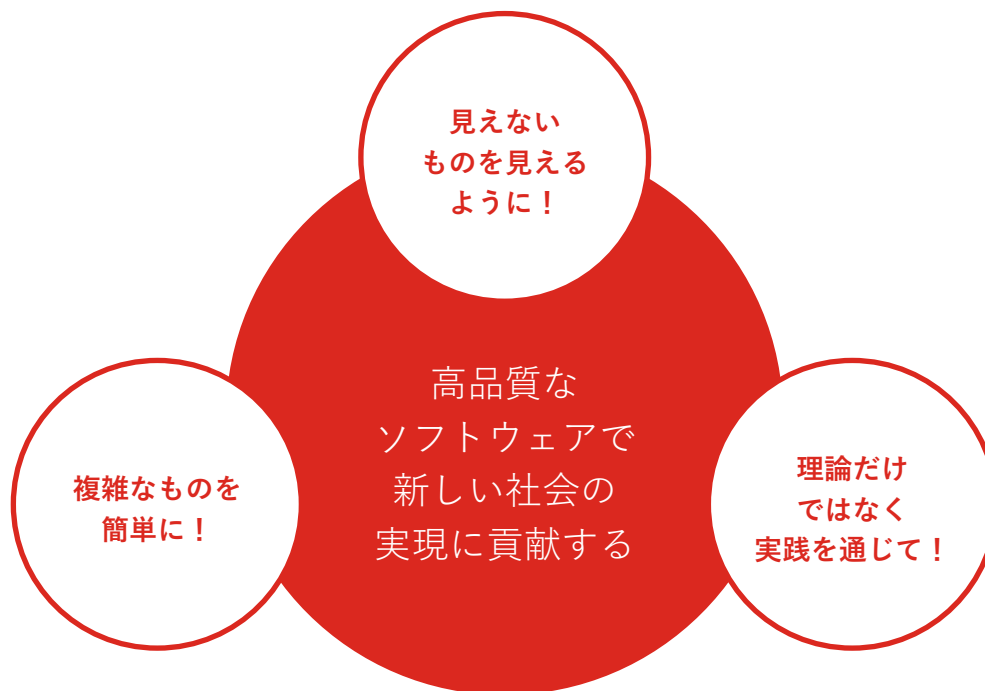 見えない
ものを見える
ように！
高品質な
ソフトウェアで
新しい社会の
実現に貢献する
複雑なものを
簡単に！
理論だけ
ではなく
実践を通じて！